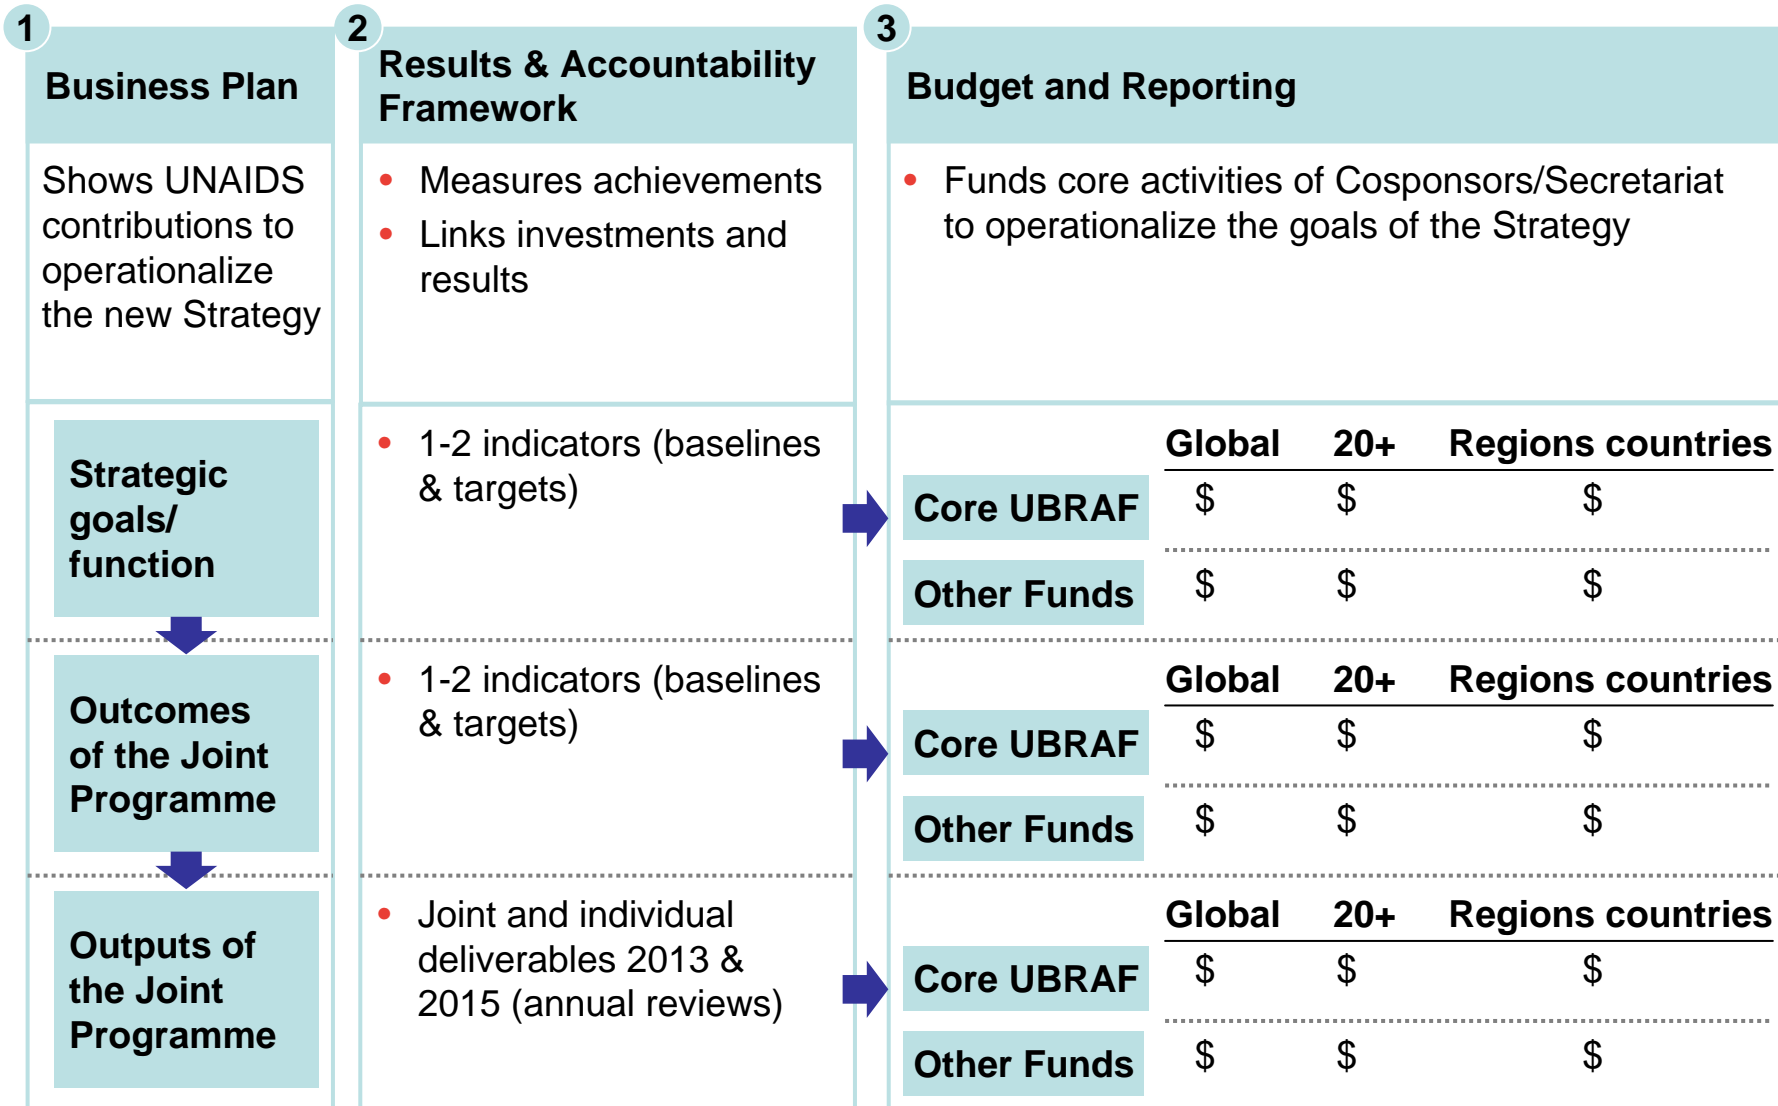 1
Business Plan
Shows UNAIDS
contributions to
operationalize
the new Strategy
2
Results & Accountability
Framework
• Measures achievements
• Links investments and
results
3
Budget and Reporting
• Funds core activities of Cosponsors/Secretariat
to operationalize the goals of the Strategy
Strategic
goals/
function
• 1-2 indicators (baselines
& targets)
Global 20+ Regions countries
Core UBRAF $ $ $
Other Funds $ $ $
Outcomes
of the Joint
Programme
• 1-2 indicators (baselines
& targets)
Global 20+ Regions countries
Core UBRAF $ $ $
Other Funds $ $ $
Outputs of
the Joint
Programme
• Joint and individual
deliverables 2013 &
2015 (annual reviews)
Global 20+ Regions countries
Core UBRAF $ $ $
Other Funds $ $ $